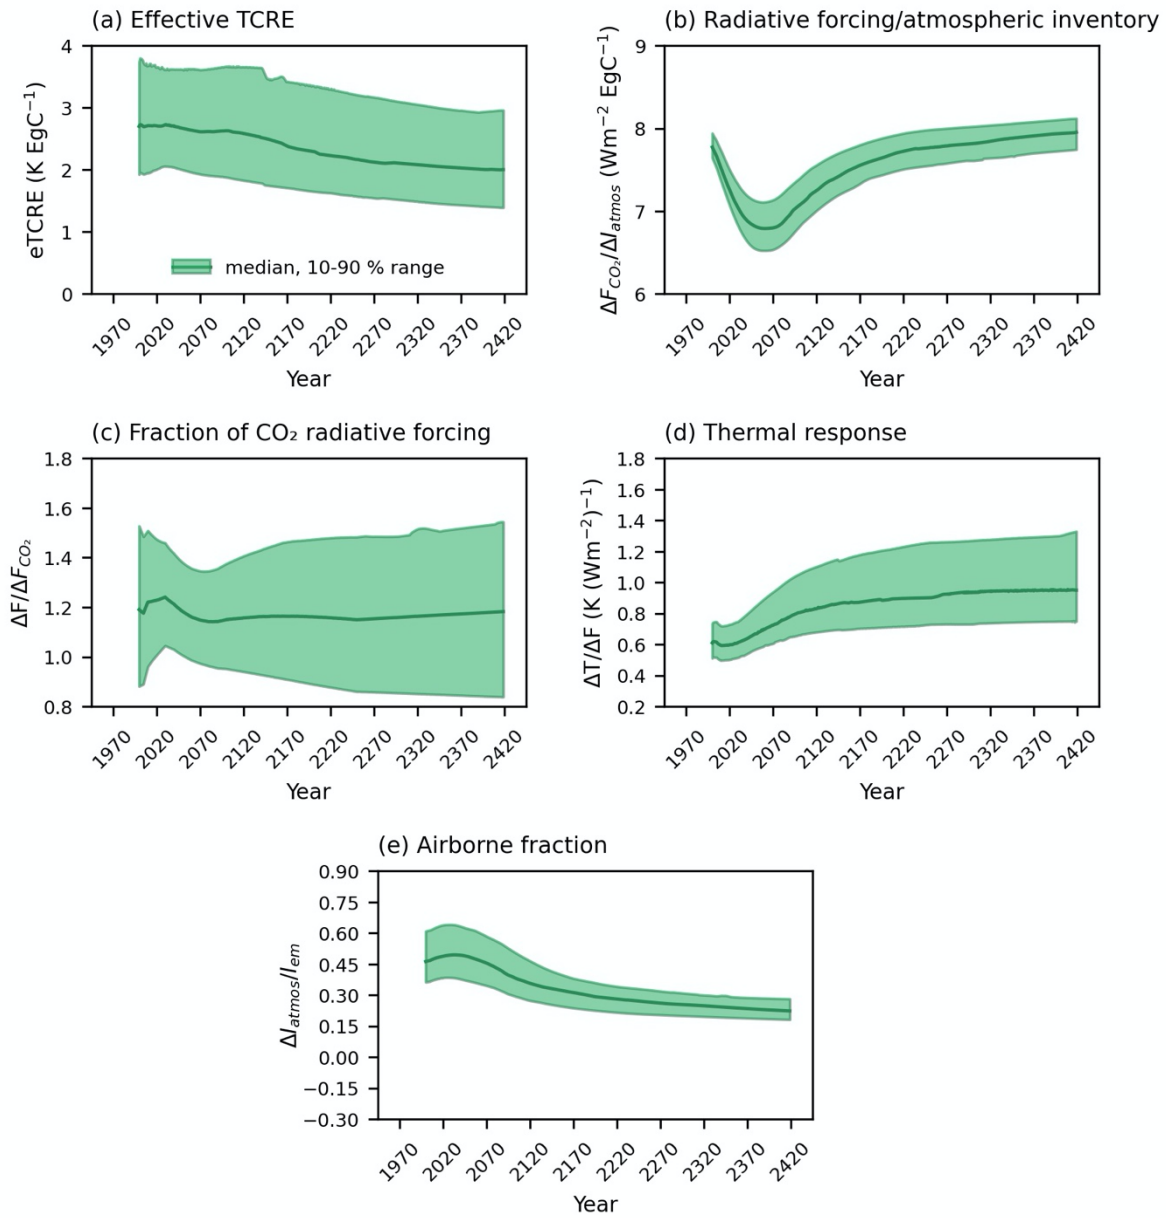 (a) Effective TCRE
eTCRE (K EgC⁻¹)
4
3
2
1
0
median, 10-90 % range
1970 2020 2070 2120 2170 2220 2270 2320 2370 2420
Year
(b) Radiative forcing/atmospheric inventory
ΔF_CO₂/ΔI_atmos (Wm⁻² EgC⁻¹)
9
8
7
6
1970 2020 2070 2120 2170 2220 2270 2320 2370 2420
Year
(c) Fraction of CO₂ radiative forcing
ΔF/ΔF_CO₂
1.8
1.6
1.4
1.2
1.0
0.8
1970 2020 2070 2120 2170 2220 2270 2320 2370 2420
Year
(d) Thermal response
ΔT/ΔF (K (Wm⁻²)⁻¹)
1.8
1.6
1.4
1.2
1.0
0.8
0.6
0.4
0.2
1970 2020 2070 2120 2170 2220 2270 2320 2370 2420
Year
(e) Airborne fraction
ΔI_atmos/I_em
0.90
0.75
0.60
0.45
0.30
0.15
0.00
−0.15
−0.30
1970 2020 2070 2120 2170 2220 2270 2320 2370 2420
Year